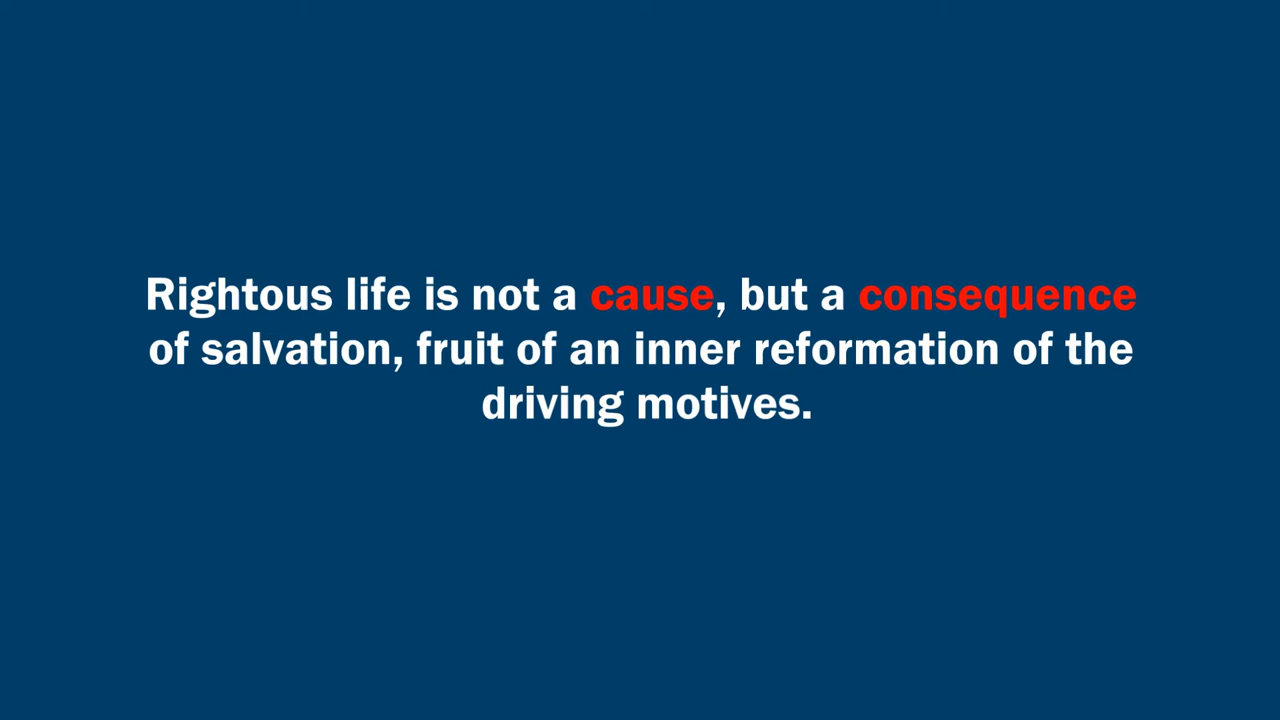 Rightous life is not a cause, but a consequence
of salvation, fruit of an inner reformation of the
driving motives.